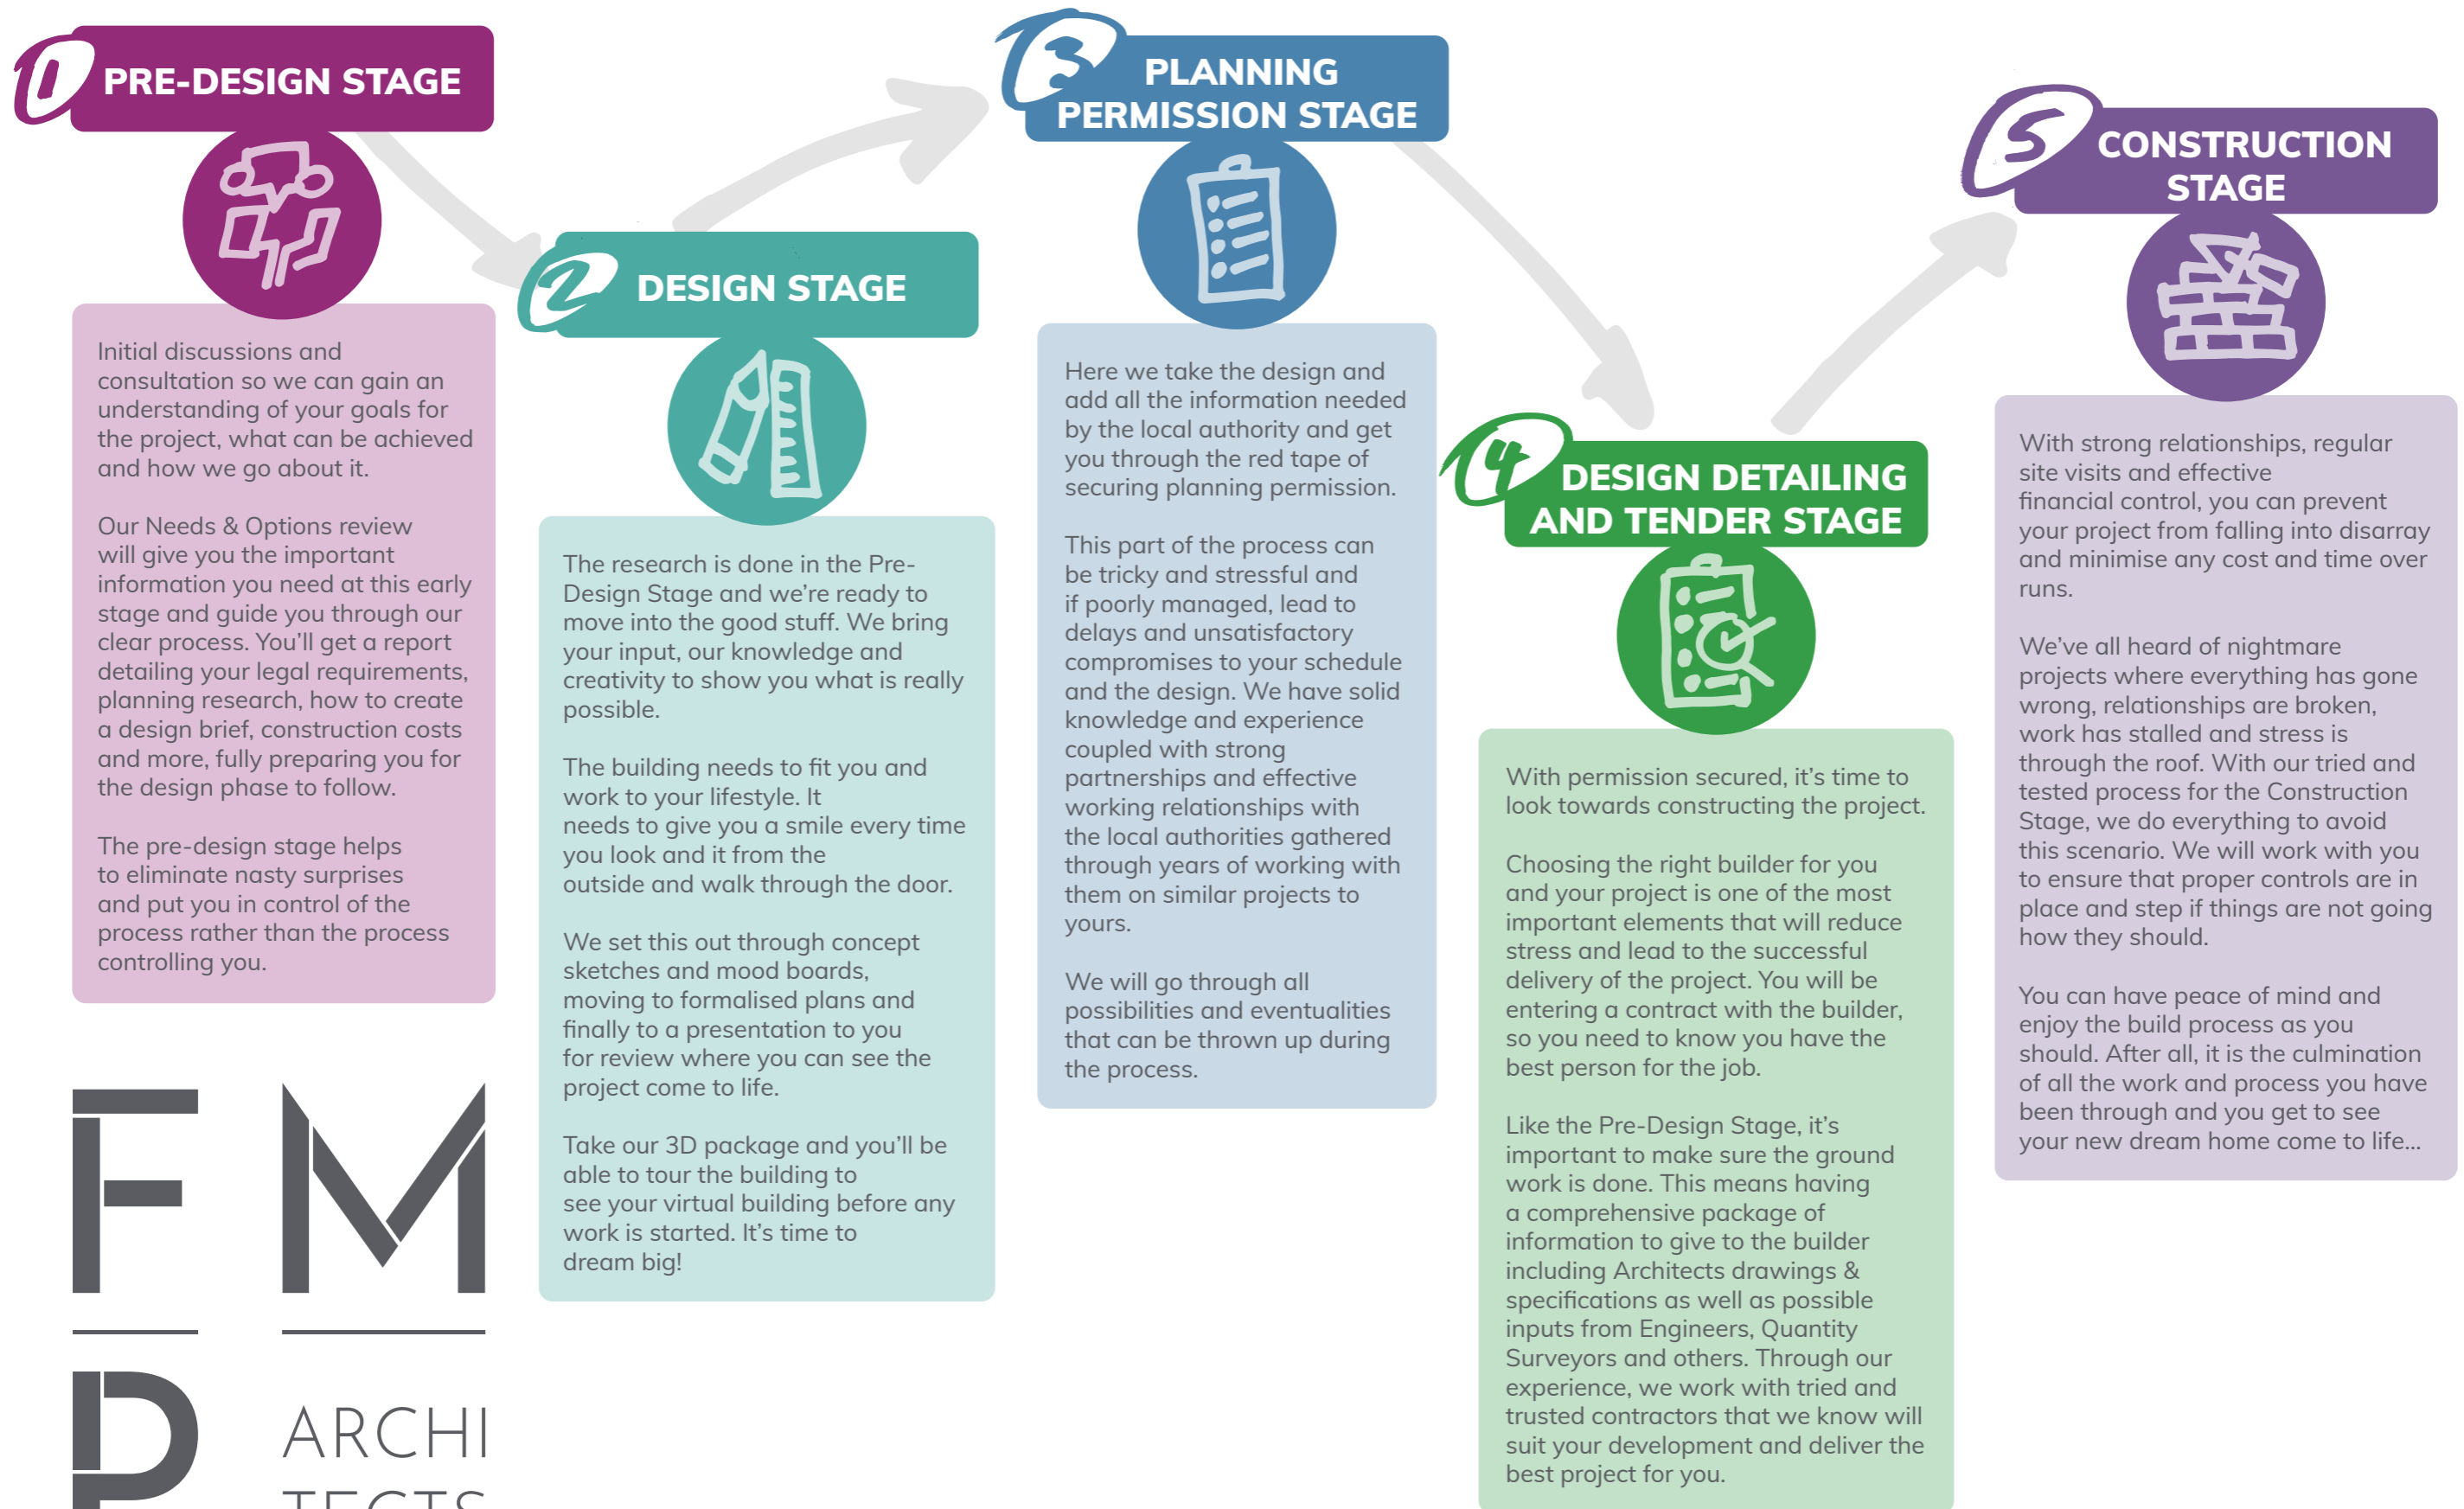 1
PRE-DESIGN STAGE
Initial discussions and
consultation so we can gain an
understanding of your goals for
the project, what can be achieved
and how we go about it.
Our Needs & Options review
will give you the important
information you need at this early
stage and guide you through our
clear process. You'll get a report
detailing your legal requirements,
planning research, how to create
a design brief, construction costs
and more, fully preparing you for
the design phase to follow.
The pre-design stage helps
to eliminate nasty surprises
and put you in control of the
process rather than the process
controlling you.
2
DESIGN STAGE
The research is done in the Pre-
Design Stage and we're ready to
move into the good stuff. We bring
your input, our knowledge and
creativity to show you what is really
possible.
The building needs to fit you and
work to your lifestyle. It
needs to give you a smile every time
you look and it from the
outside and walk through the door.
We set this out through concept
sketches and mood boards,
moving to formalised plans and
finally to a presentation to you
for review where you can see the
project come to life.
Take our 3D package and you'll be
able to tour the building to
see your virtual building before any
work is started. It's time to
dream big!
3
PLANNING
PERMISSION STAGE
Here we take the design and
add all the information needed
by the local authority and get
you through the red tape of
securing planning permission.
This part of the process can
be tricky and stressful and
if poorly managed, lead to
delays and unsatisfactory
compromises to your schedule
and the design. We have solid
knowledge and experience
coupled with strong
partnerships and effective
working relationships with
the local authorities gathered
through years of working with
them on similar projects to
yours.
We will go through all
possibilities and eventualities
that can be thrown up during
the process.
4
DESIGN DETAILING
AND TENDER STAGE
With permission secured, it's time to
look towards constructing the project.
Choosing the right builder for you
and your project is one of the most
important elements that will reduce
stress and lead to the successful
delivery of the project. You will be
entering a contract with the builder,
so you need to know you have the
best person for the job.
Like the Pre-Design Stage, it's
important to make sure the ground
work is done. This means having
a comprehensive package of
information to give to the builder
including Architects drawings &
specifications as well as possible
inputs from Engineers, Quantity
Surveyors and others. Through our
experience, we work with tried and
trusted contractors that we know will
suit your development and deliver the
best project for you.
5
CONSTRUCTION
STAGE
With strong relationships, regular
site visits and effective
financial control, you can prevent
your project from falling into disarray
and minimise any cost and time over
runs.
We've all heard of nightmare
projects where everything has gone
wrong, relationships are broken,
work has stalled and stress is
through the roof. With our tried and
tested process for the Construction
Stage, we do everything to avoid
this scenario. We will work with you
to ensure that proper controls are in
place and step if things are not going
how they should.
You can have peace of mind and
enjoy the build process as you
should. After all, it is the culmination
of all the work and process you have
been through and you get to see
your new dream home come to life...
F M
P ARCHI
TECTS